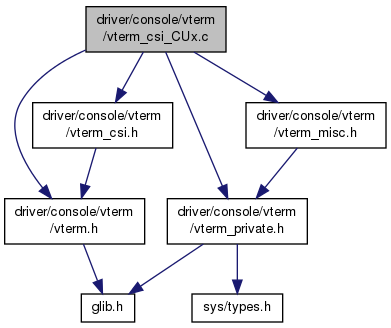 driver/console/vterm
/vterm_csi_CUx.c
driver/console/vterm
/vterm_csi.h
driver/console/vterm
/vterm_misc.h
driver/console/vterm
/vterm.h
driver/console/vterm
/vterm_private.h
glib.h
sys/types.h